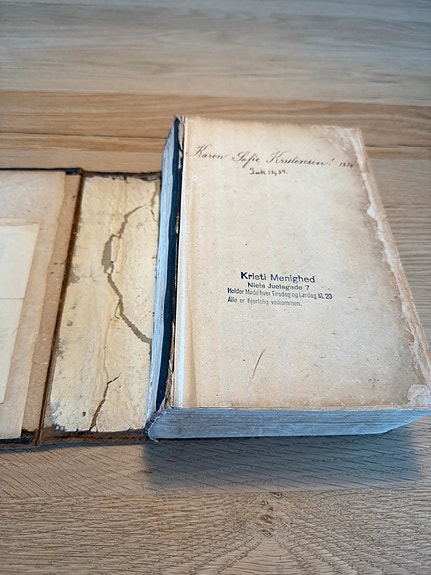 Karen Sofie Kristensen!
Kristi Menighed
Niels Juelsgade 7
Holder Møde hver Tirsdag og Lørdag Kl. 20
Alle er hjertelig velkommen.